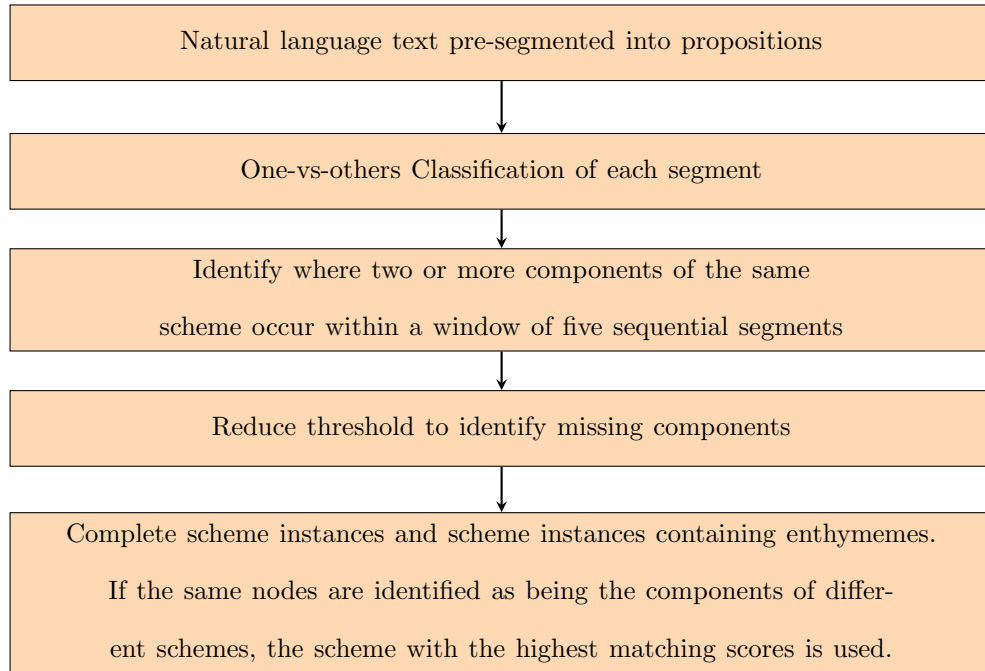 Natural language text pre-segmented into propositions
One-vs-others Classification of each segment
Identify where two or more components of the same
scheme occur within a window of five sequential segments
Reduce threshold to identify missing components
Complete scheme instances and scheme instances containing enthymemes.
If the same nodes are identified as being the components of differ-
ent schemes, the scheme with the highest matching scores is used.